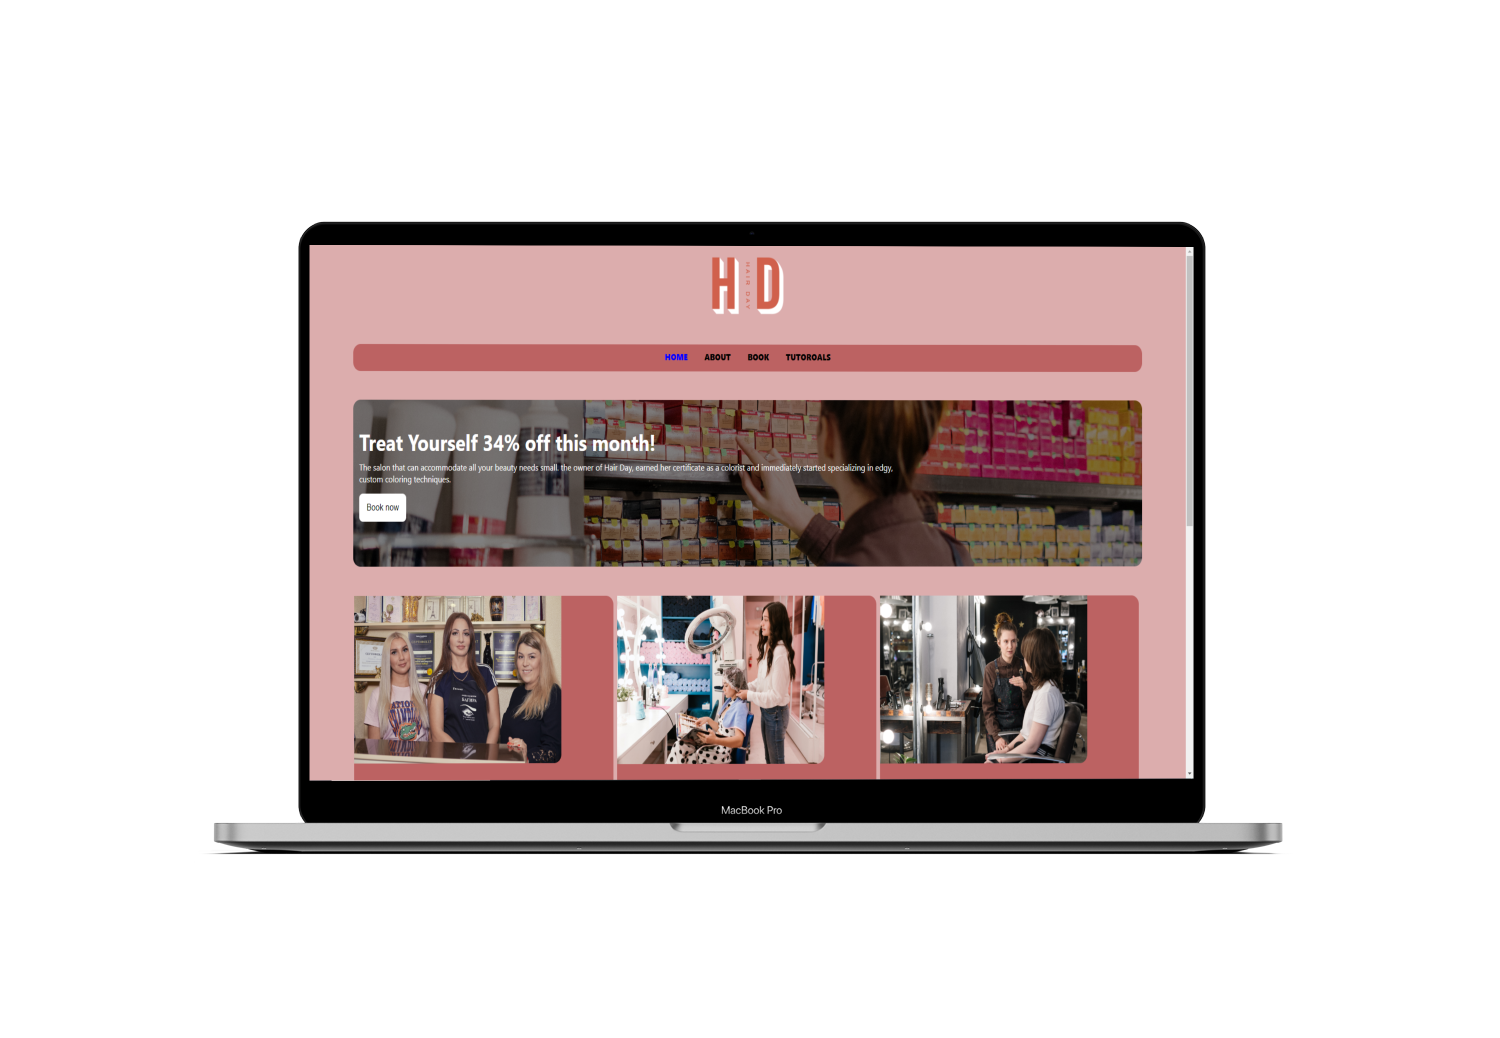 H HAIR DAY D
HOME ABOUT BOOK TUTOROALS
Treat Yourself 34% off this month!
The salon that can accommodate all your beauty needs small. the owner of Hair Day, earned her certificate as a colorist and immediately started specializing in edgy,
custom coloring techniques.
Book now
MacBook Pro